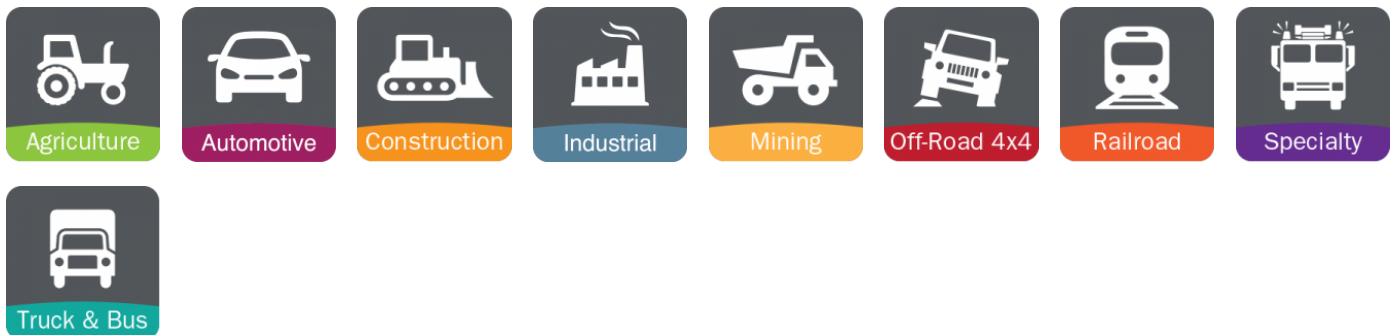 Agriculture
Automotive
Construction
Industrial
Mining
Off-Road 4x4
Railroad
Specialty
Truck & Bus